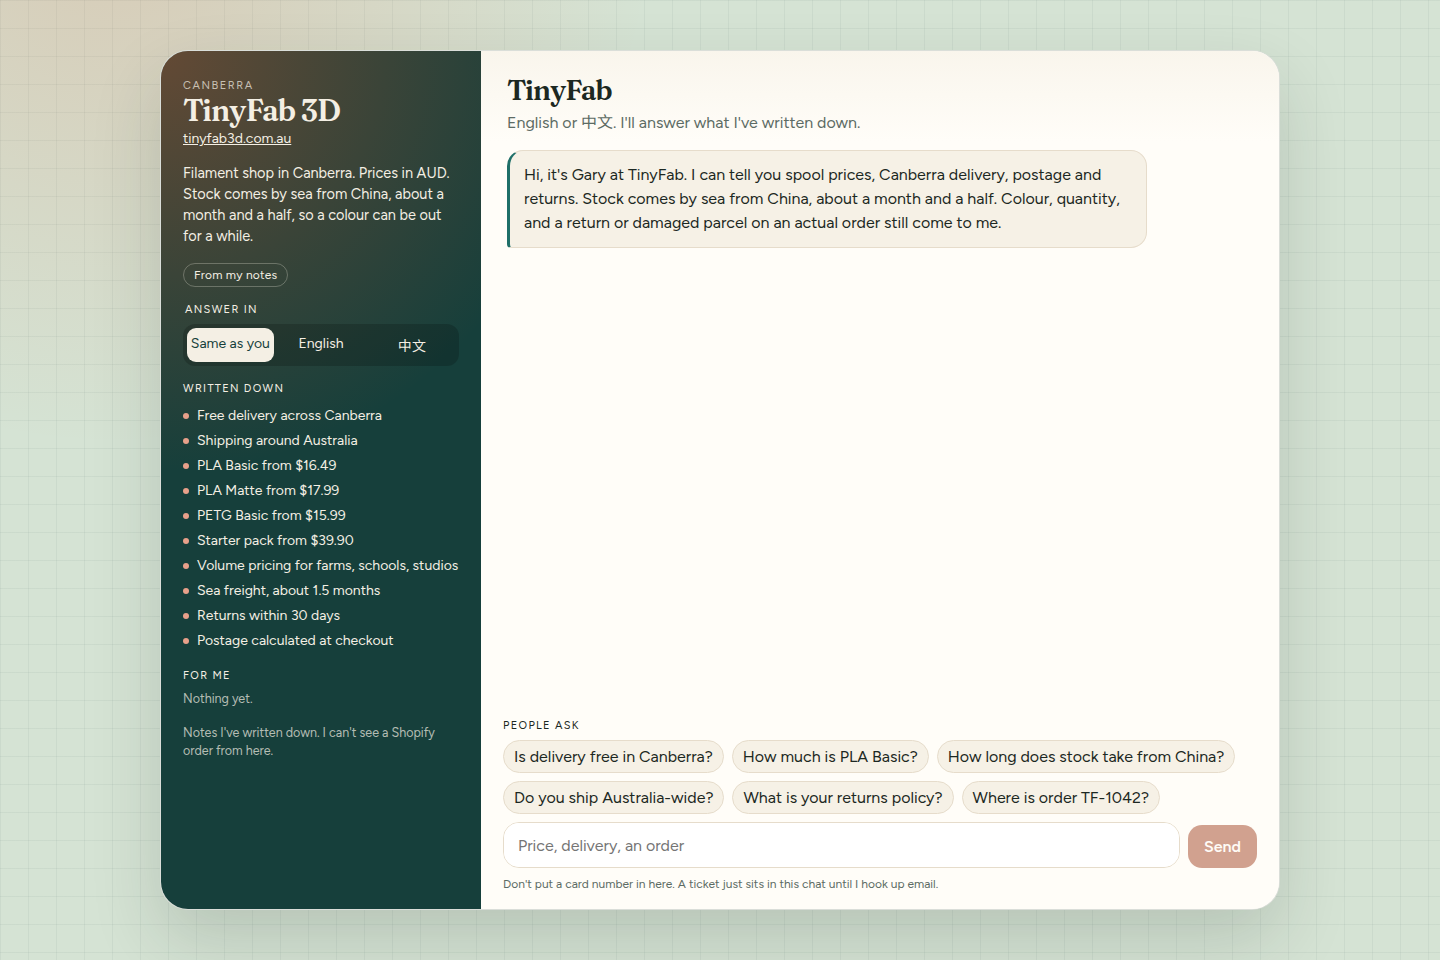 CANBERRA
TinyFab 3D
tinyfab3d.com.au
Filament shop in Canberra. Prices in AUD.
Stock comes by sea from China, about a
month and a half, so a colour can be out
for a while.
From my notes
ANSWER IN
Same as you
English
中文
WRITTEN DOWN
Free delivery across Canberra
Shipping around Australia
PLA Basic from $16.49
PLA Matte from $17.99
PETG Basic from $15.99
Starter pack from $39.90
Volume pricing for farms, schools, studios
Sea freight, about 1.5 months
Returns within 30 days
Postage calculated at checkout
FOR ME
Nothing yet.
Notes I've written down. I can't see a Shopify
order from here.
TinyFab
English or 中文. I'll answer what I've written down.
Hi, it's Gary at TinyFab. I can tell you spool prices, Canberra delivery, postage and
returns. Stock comes by sea from China, about a month and a half. Colour, quantity,
and a return or damaged parcel on an actual order still come to me.
PEOPLE ASK
Is delivery free in Canberra?
How much is PLA Basic?
How long does stock take from China?
Do you ship Australia-wide?
What is your returns policy?
Where is order TF-1042?
Price, delivery, an order
Send
Don't put a card number in here. A ticket just sits in this chat until I hook up email.